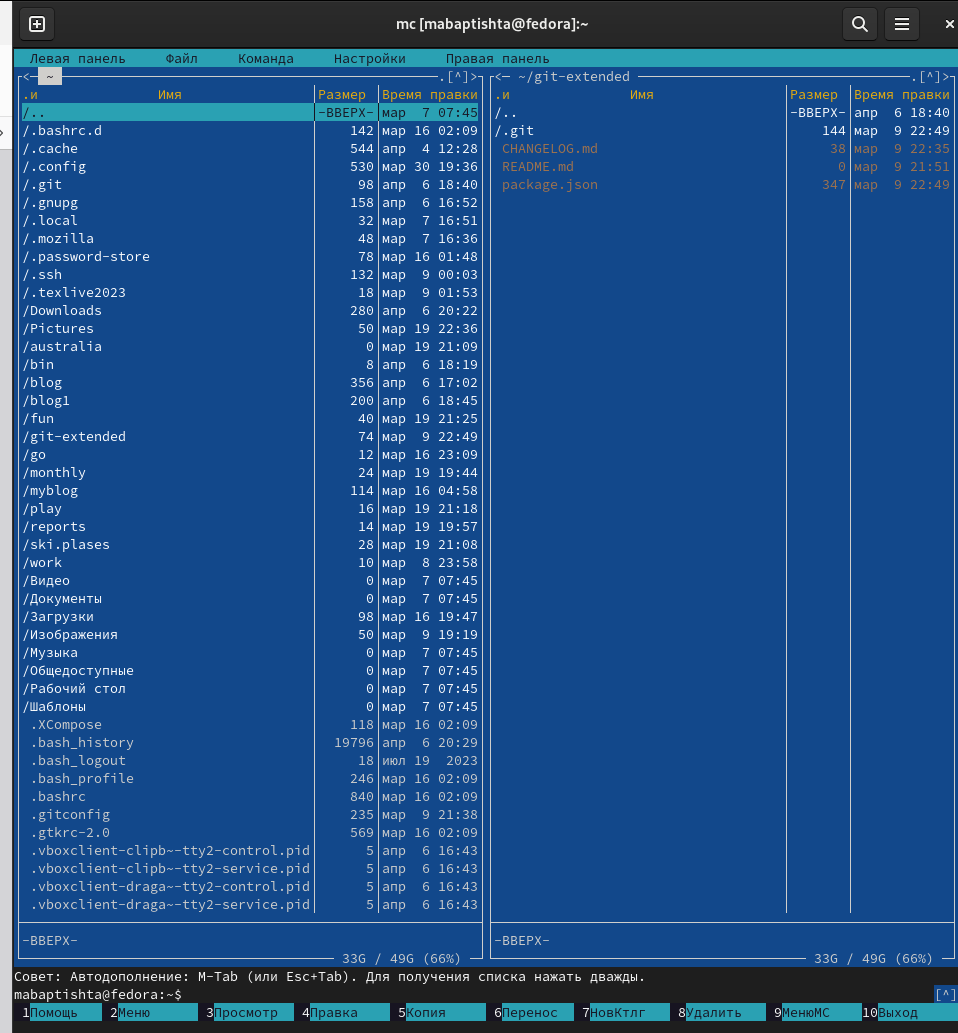 mc [mabaptishta@fedora]:~
Левая панель Файл Команда Настройки Правая панель
<─ ~ .[^]> <─ ~/git-extended .[^]>
.и Имя Размер Время правки .и Имя Размер Время правки
/.. -ВВЕРХ- мар 7 07:45 /.. -ВВЕРХ- апр 6 18:40
/.bashrc.d 142 мар 16 02:09 /.git 144 мар 9 22:49
/.cache 544 апр 4 12:28 CHANGELOG.md 38 мар 9 22:35
/.config 530 мар 30 19:36 README.md 0 мар 9 21:51
/.git 98 апр 6 18:40 package.json 347 мар 9 22:49
/.gnupg 158 апр 6 16:52
/.local 32 мар 7 16:51
/.mozilla 48 мар 7 16:36
/.password-store 78 мар 16 01:48
/.ssh 132 мар 9 00:03
/.texlive2023 18 мар 9 01:53
/Downloads 280 апр 6 20:22
/Pictures 50 мар 19 22:36
/australia 0 мар 19 21:09
/bin 8 апр 6 18:19
/blog 356 апр 6 17:02
/blog1 200 апр 6 18:45
/fun 40 мар 19 21:25
/git-extended 74 мар 9 22:49
/go 12 мар 16 23:09
/monthly 24 мар 19 19:44
/myblog 114 мар 16 04:58
/play 16 мар 19 21:18
/reports 14 мар 19 19:57
/ski.plases 28 мар 19 21:08
/work 10 мар 8 23:58
/Видео 0 мар 7 07:45
/Документы 0 мар 7 07:45
/Загрузки 98 мар 16 19:47
/Изображения 50 мар 9 19:19
/Музыка 0 мар 7 07:45
/Общедоступные 0 мар 7 07:45
/Рабочий стол 0 мар 7 07:45
/Шаблоны 0 мар 7 07:45
.XCompose 118 мар 16 02:09
.bash_history 19796 апр 6 20:29
.bash_logout 18 июл 19 2023
.bash_profile 246 мар 16 02:09
.bashrc 840 мар 16 02:09
.gitconfig 235 мар 9 21:38
.gtkrc-2.0 569 мар 16 02:09
.vboxclient-clipb~-tty2-control.pid 5 апр 6 16:43
.vboxclient-clipb~-tty2-service.pid 5 апр 6 16:43
.vboxclient-draga~-tty2-control.pid 5 апр 6 16:43
.vboxclient-draga~-tty2-service.pid 5 апр 6 16:43
-ВВЕРХ- -ВВЕРХ-
33G / 49G (66%) 33G / 49G (66%)
Совет: Автодополнение: M-Tab (или Esc+Tab). Для получения списка нажать дважды.
mabaptishta@fedora:~$ [^]
1Помощь 2Меню 3Просмотр 4Правка 5Копия 6Перенос 7НовКтлг 8Удалить 9МенюМС 10Выход